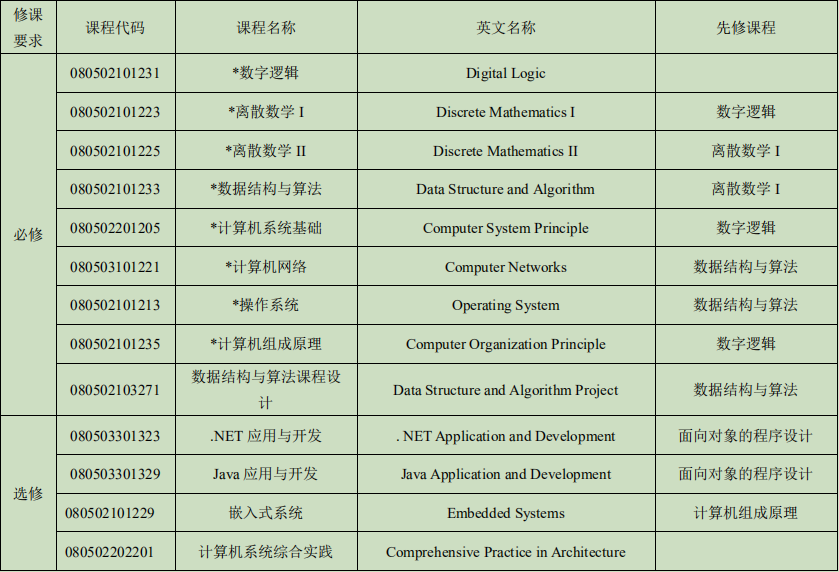 修课要求 课程代码 课程名称 英文名称 先修课程
必修
080502101231 *数字逻辑 Digital Logic
080502101223 *离散数学 I Discrete Mathematics I 数字逻辑
080502101225 *离散数学 II Discrete Mathematics II 离散数学 I
080502101233 *数据结构与算法 Data Structure and Algorithm 离散数学 I
080502201205 *计算机系统基础 Computer System Principle 数字逻辑
080503101221 *计算机网络 Computer Networks 数据结构与算法
080502101213 *操作系统 Operating System 数据结构与算法
080502101235 *计算机组成原理 Computer Organization Principle 数字逻辑
080502103271 数据结构与算法课程设计 Data Structure and Algorithm Project 数据结构与算法
选修
080503301323 .NET 应用与开发 . NET Application and Development 面向对象的程序设计
080503301329 Java 应用与开发 Java Application and Development 面向对象的程序设计
080502101229 嵌入式系统 Embedded Systems 计算机组成原理
080502202201 计算机系统综合实践 Comprehensive Practice in Architecture